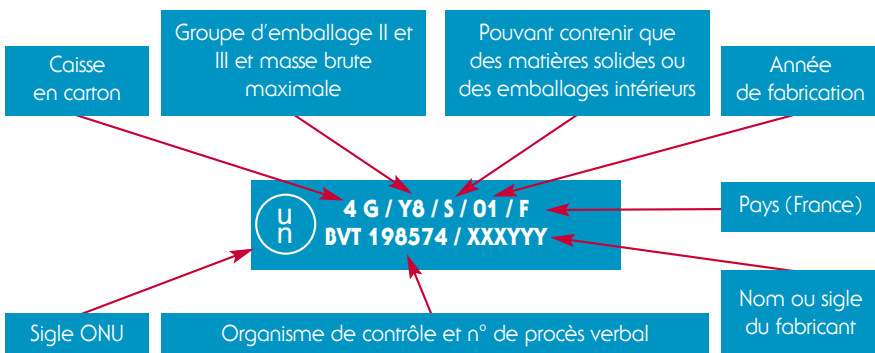 Caisse
en carton
Groupe d'emballage II et
III et masse brute
maximale
Pouvant contenir que
des matières solides ou
des emballages intérieurs
Année
de fabrication
un
4 G / Y8 / S / 01 / F
BVT 198574 / XXXYYY
Pays (France)
Sigle ONU
Organisme de contrôle et n° de procès verbal
Nom ou sigle
du fabricant